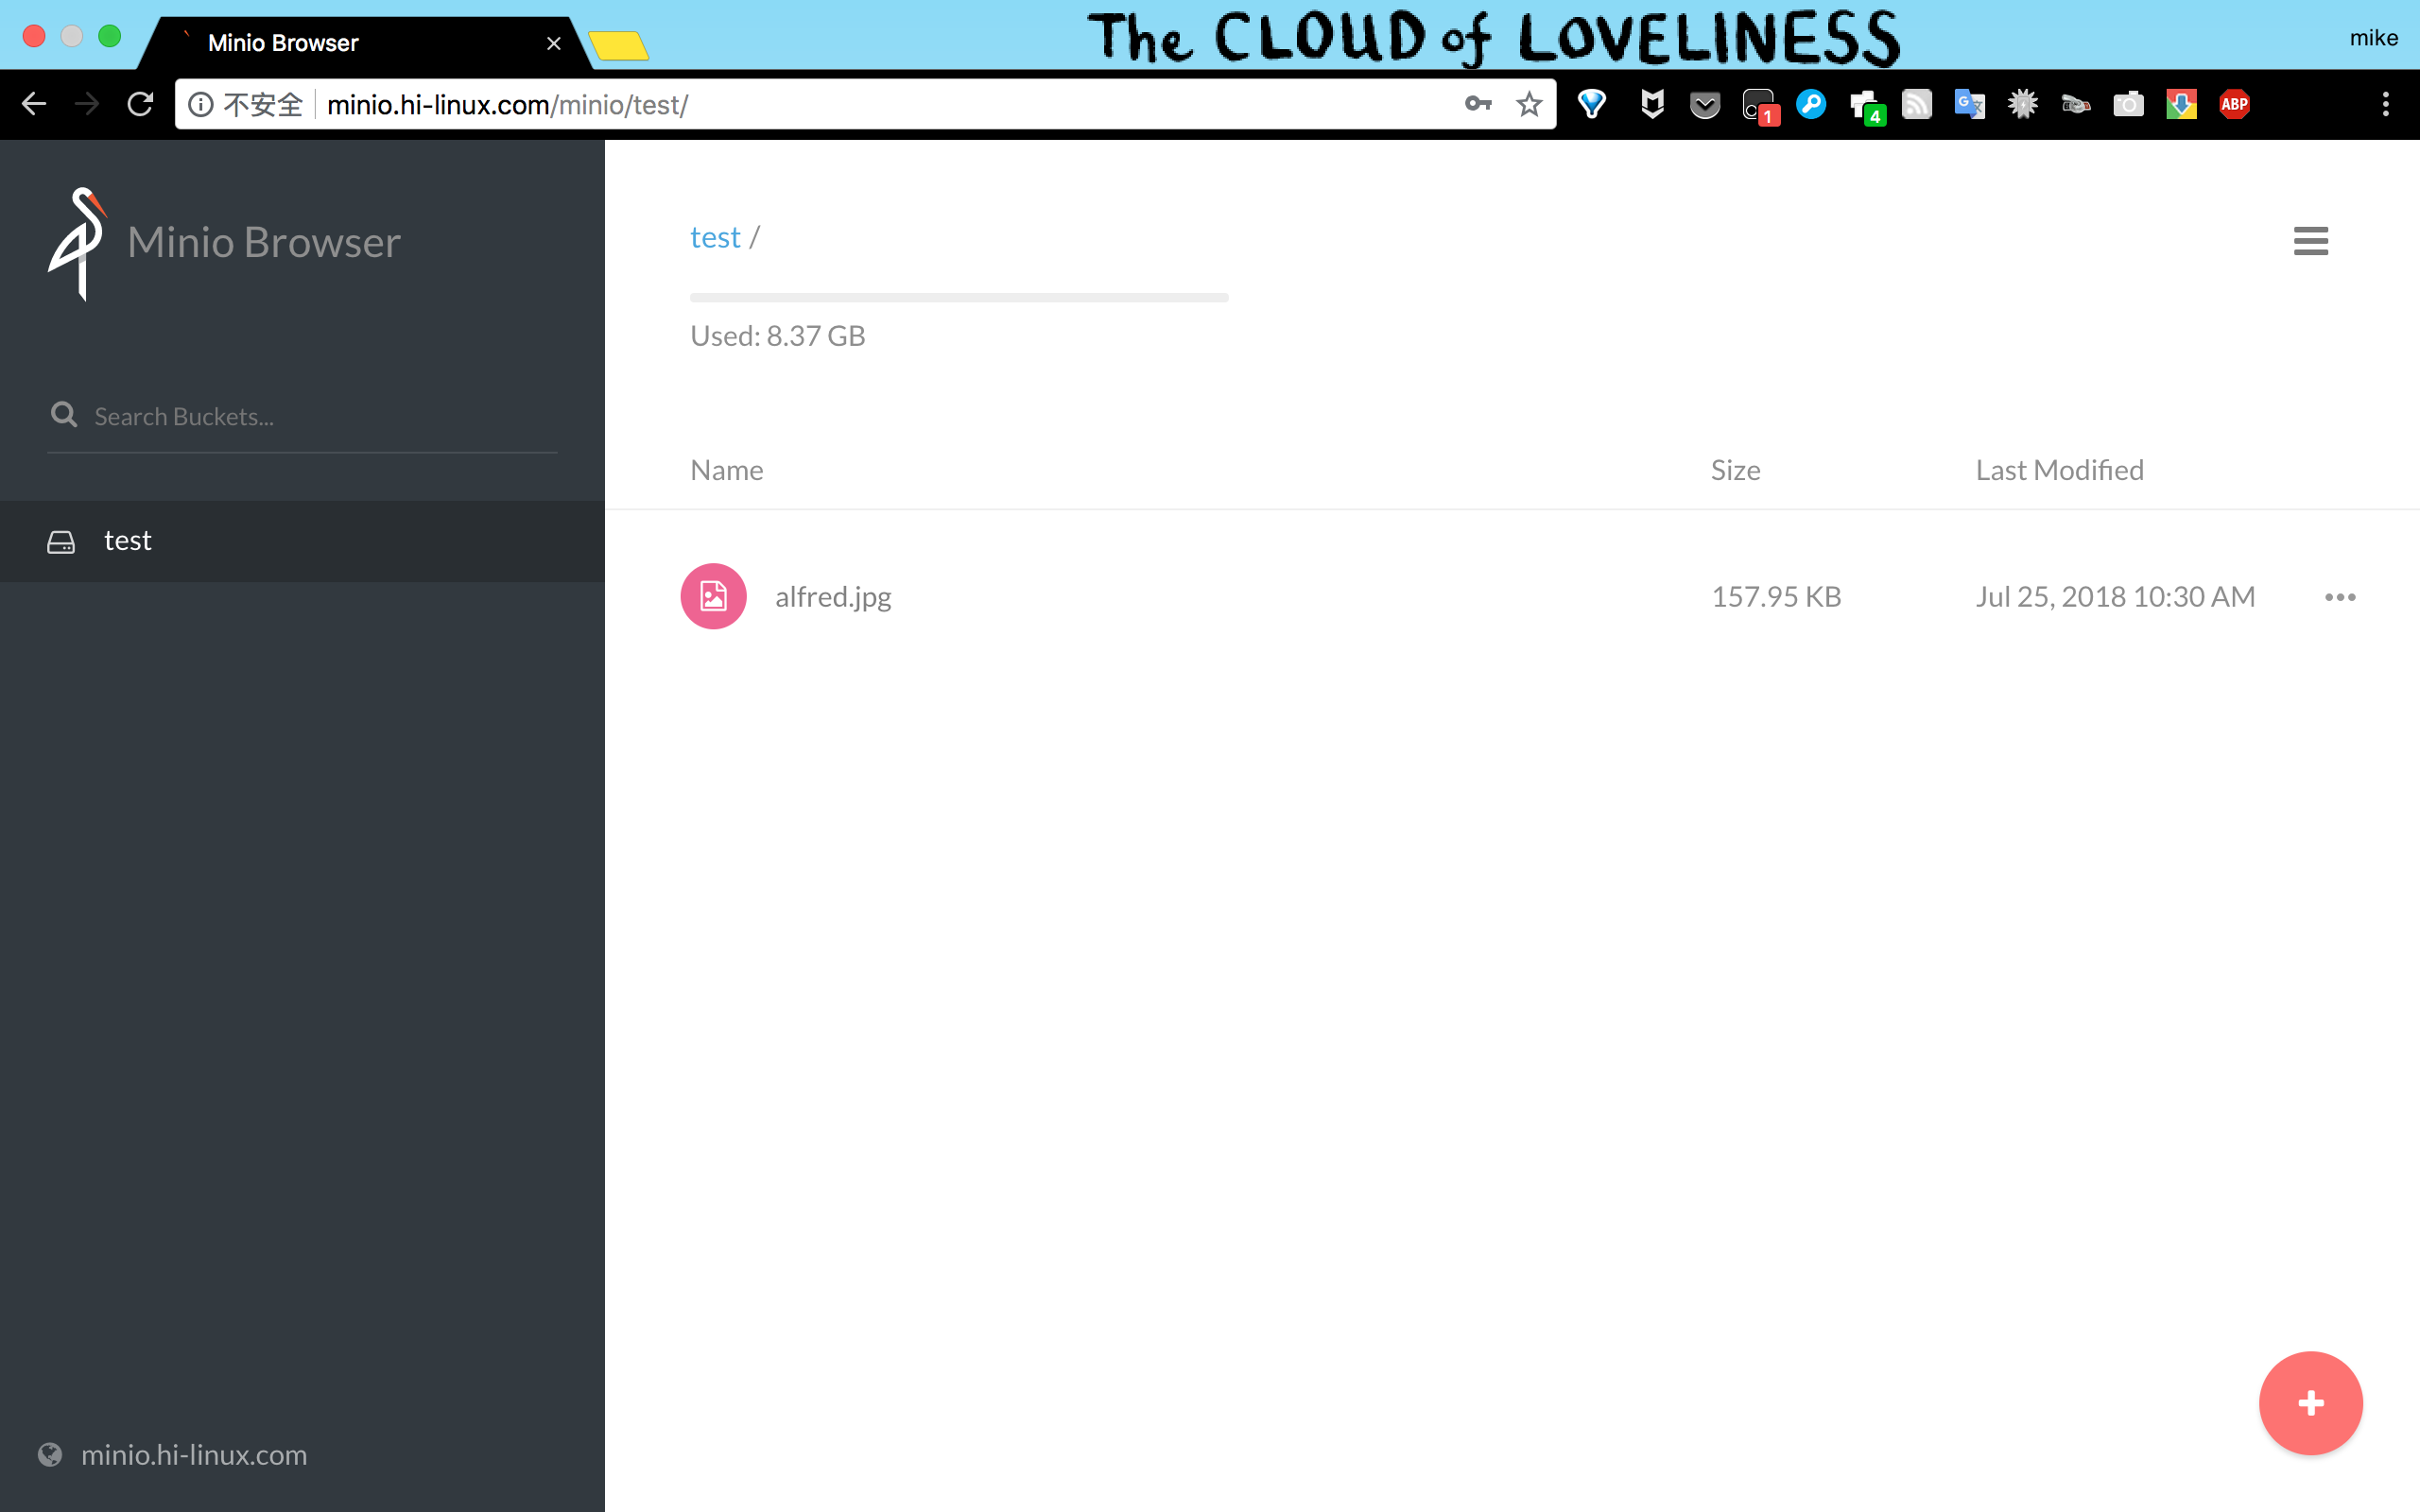 Minio Browser
The CLOUD of LOVELINESS
mike
不安全 minio.hi-linux.com/minio/test/
1
4
ABP
Minio Browser
test /
Used: 8.37 GB
Search Buckets...
Name Size Last Modified
test
alfred.jpg 157.95 KB Jul 25, 2018 10:30 AM
minio.hi-linux.com